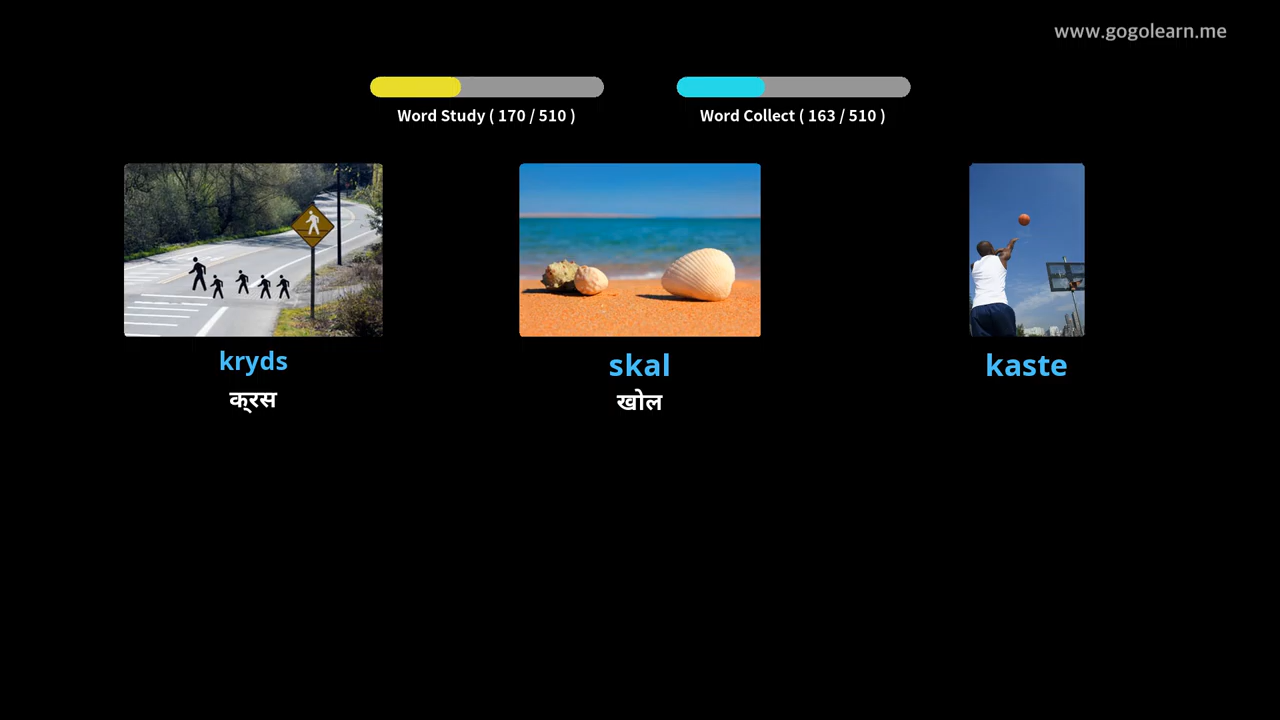 www.gogolearn.me
Word Study ( 170 / 510 )
Word Collect ( 163 / 510 )
kryds
skal
kaste
क्रस
खोल